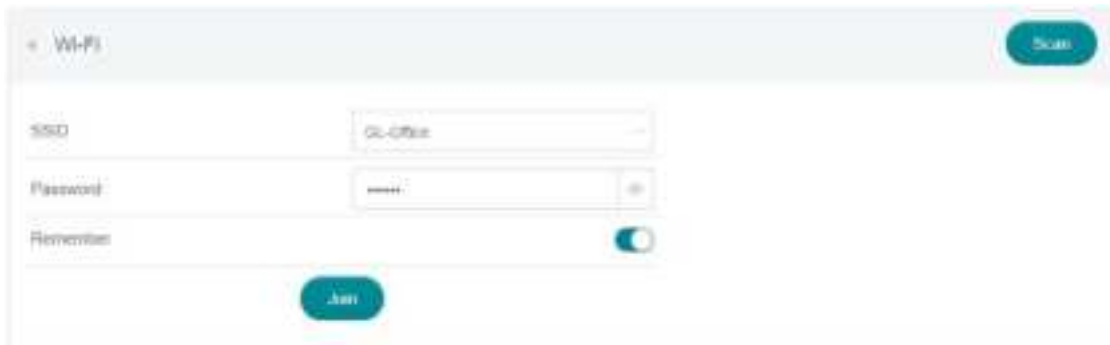 Wi-Fi
Scan
SSID
GL-Office
Password
••••••
Remember
Join